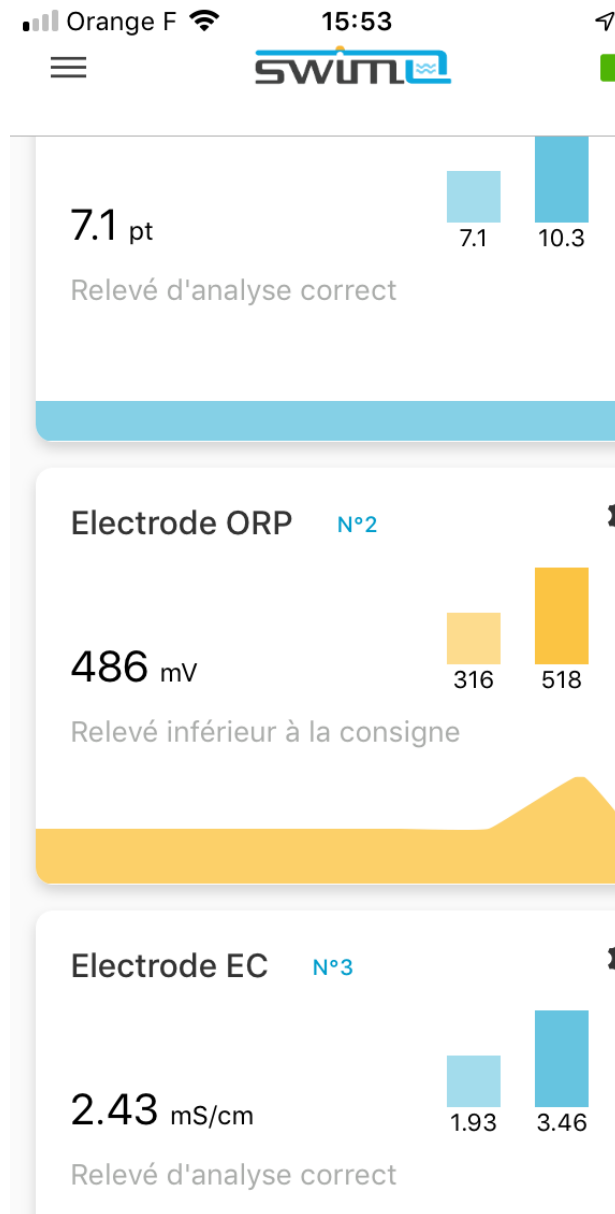 Orange F
15:53
swim
7.1 pt
7.1
10.3
Relevé d'analyse correct
Electrode ORP N°2
486 mV
316
518
Relevé inférieur à la consigne
Electrode EC N°3
2.43 mS/cm
1.93
3.46
Relevé d'analyse correct